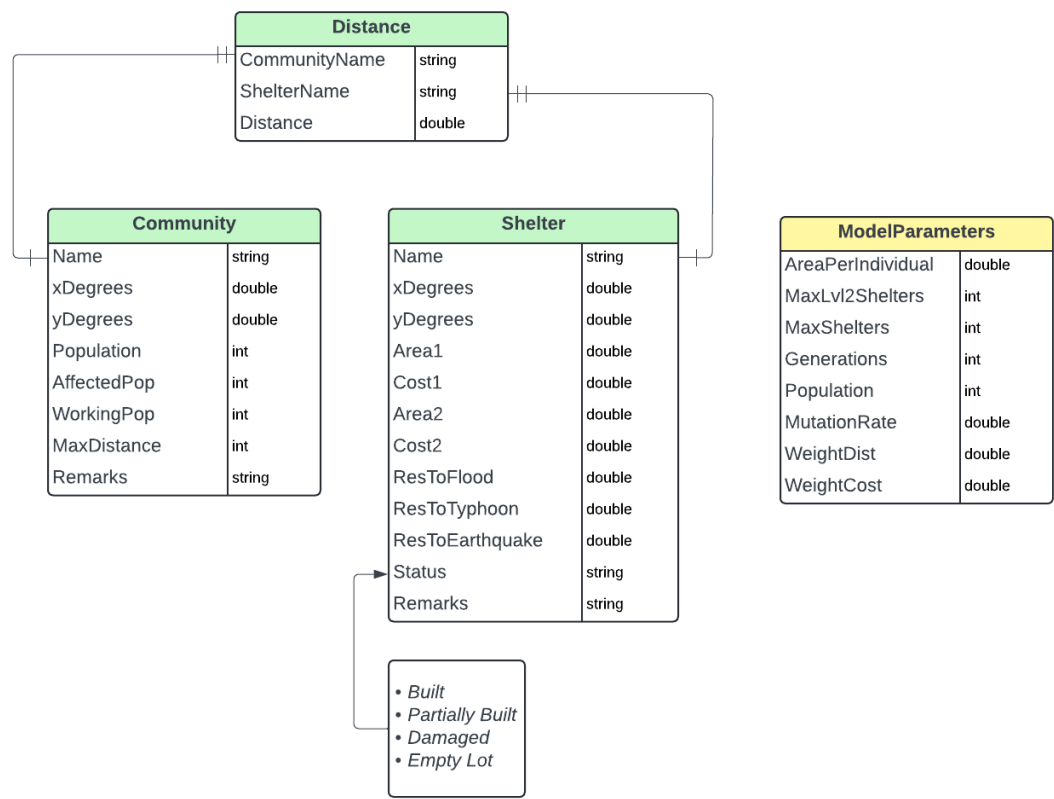 Distance
CommunityName string
ShelterName string
Distance double
Community
Name string
xDegrees double
yDegrees double
Population int
AffectedPop int
WorkingPop int
MaxDistance int
Remarks string
Shelter
Name string
xDegrees double
yDegrees double
Area1 double
Cost1 double
Area2 double
Cost2 double
ResToFlood double
ResToTyphoon double
ResToEarthquake double
Status string
Remarks string
ModelParameters
AreaPerIndividual double
MaxLvl2Shelters int
MaxShelters int
Generations int
Population int
MutationRate double
WeightDist double
WeightCost double
• Built
• Partially Built
• Damaged
• Empty Lot